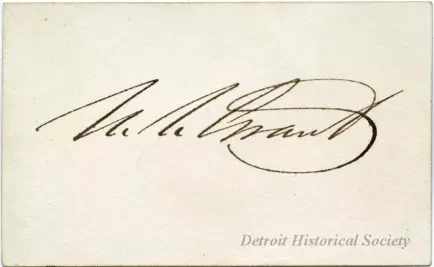 U. S. Grant
Detroit Historical Society